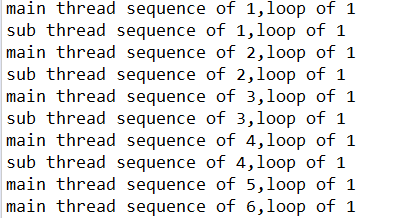 main thread sequence of 1,loop of 1
sub thread sequence of 1,loop of 1
main thread sequence of 2,loop of 1
sub thread sequence of 2,loop of 1
main thread sequence of 3,loop of 1
sub thread sequence of 3,loop of 1
main thread sequence of 4,loop of 1
sub thread sequence of 4,loop of 1
main thread sequence of 5,loop of 1
main thread sequence of 6,loop of 1